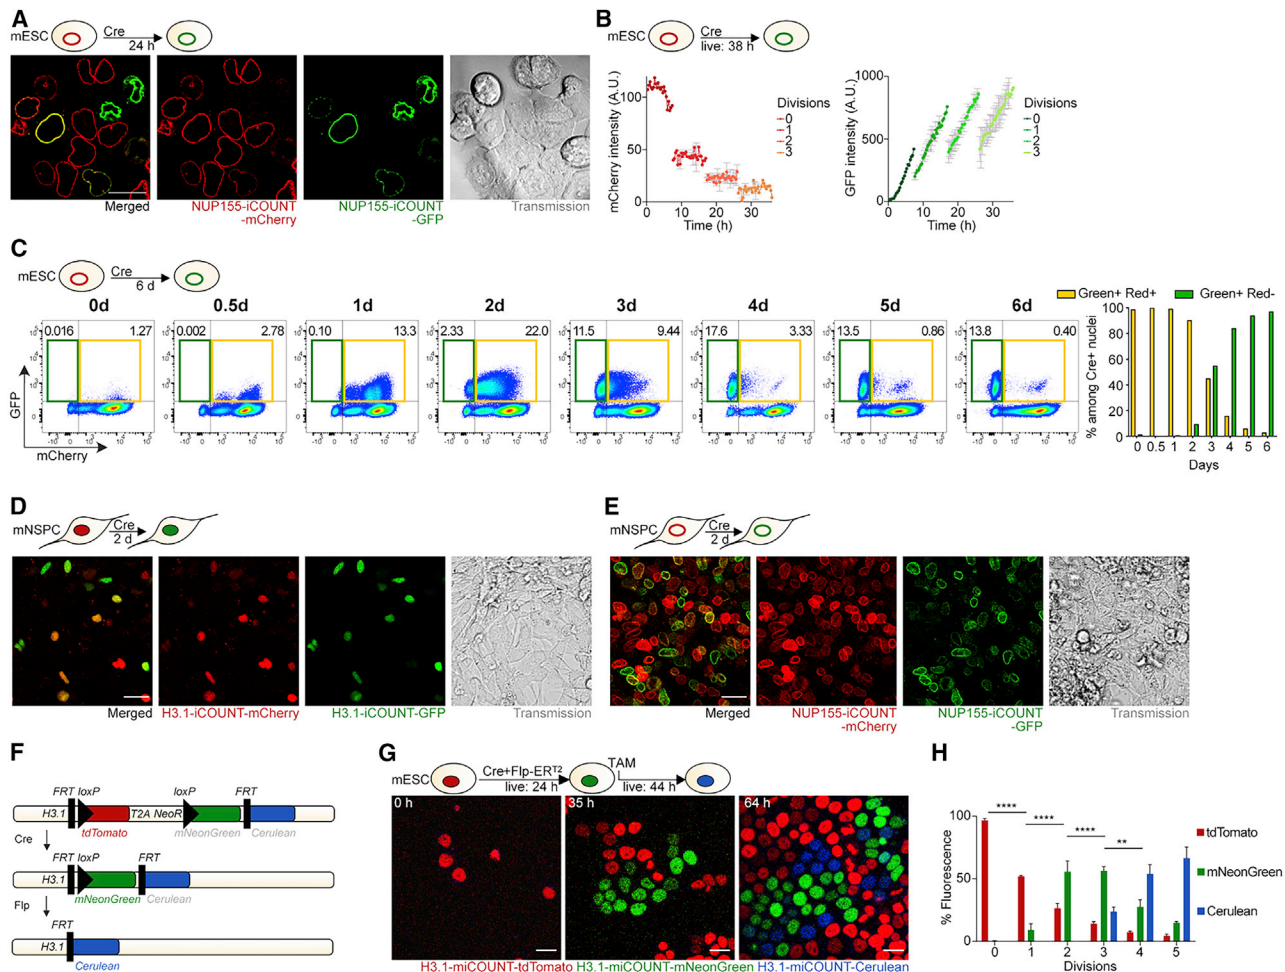 A
mESC
Cre
24 h
Merged
NUP155-iCOUNT
-mCherry
NUP155-iCOUNT
-GFP
Transmission
B
mESC
Cre
live: 38 h
mCherry intensity (A.U.)
100
50
0
0 10 20 30
Time (h)
Divisions
0
1
2
3
GFP intensity (A.U.)
1000
500
0
0 10 20 30
Time (h)
Divisions
0
1
2
3
C
mESC
Cre
6 d
0d 0.5d 1d 2d 3d 4d 5d 6d
0.016 1.27
0.002 2.78
0.10 13.3
2.33 22.0
11.5 9.44
17.6 3.33
13.5 0.86
13.8 0.40
GFP
mCherry
Green+ Red+ Green+ Red-
% among Cre+ nuclei
100
80
60
40
20
0
0 0.5 1 2 3 4 5 6
Days
D
mNSPC
Cre
2 d
Merged
H3.1-iCOUNT-mCherry
H3.1-iCOUNT-GFP
Transmission
E
mNSPC
Cre
2 d
Merged
NUP155-iCOUNT
-mCherry
NUP155-iCOUNT
-GFP
Transmission
F
FRT loxP loxP FRT
H3.1 T2A NeoR
tdTomato mNeonGreen Cerulean
Cre
FRT loxP FRT
H3.1
mNeonGreen Cerulean
Flp
FRT
H3.1
Cerulean
G
mESC
Cre+Flp-ERT2
live: 24 h
TAM
live: 44 h
0 h
35 h
64 h
H3.1-miCOUNT-tdTomato H3.1-miCOUNT-mNeonGreen H3.1-miCOUNT-Cerulean
H
% Fluorescence
100
50
0
**** **** **** **
0 1 2 3 4 5
Divisions
tdTomato
mNeonGreen
Cerulean